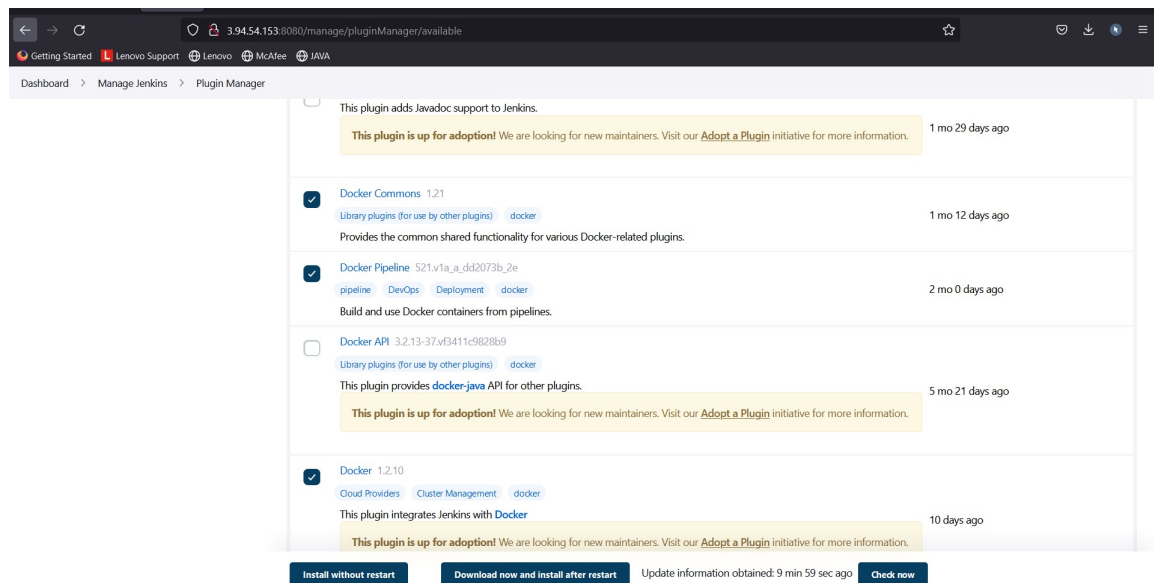 3.94.54.153:8080/manage/pluginManager/available
Getting Started Lenovo Support Lenovo McAfee JAVA
Dashboard > Manage Jenkins > Plugin Manager
This plugin adds Javadoc support to Jenkins.
This plugin is up for adoption! We are looking for new maintainers. Visit our Adopt a Plugin initiative for more information.
1 mo 29 days ago
Docker Commons 1.21
Library plugins (for use by other plugins) docker
Provides the common shared functionality for various Docker-related plugins.
1 mo 12 days ago
Docker Pipeline 521.v1a_a_dd2073b_2e
pipeline DevOps Deployment docker
Build and use Docker containers from pipelines.
2 mo 0 days ago
Docker API 3.2.13-37.vf3411c9828b9
Library plugins (for use by other plugins) docker
This plugin provides docker-java API for other plugins.
This plugin is up for adoption! We are looking for new maintainers. Visit our Adopt a Plugin initiative for more information.
5 mo 21 days ago
Docker 1.2.10
Cloud Providers Cluster Management docker
This plugin integrates Jenkins with Docker
This plugin is up for adoption! We are looking for new maintainers. Visit our Adopt a Plugin initiative for more information.
10 days ago
Install without restart Download now and install after restart Update information obtained: 9 min 59 sec ago Check now